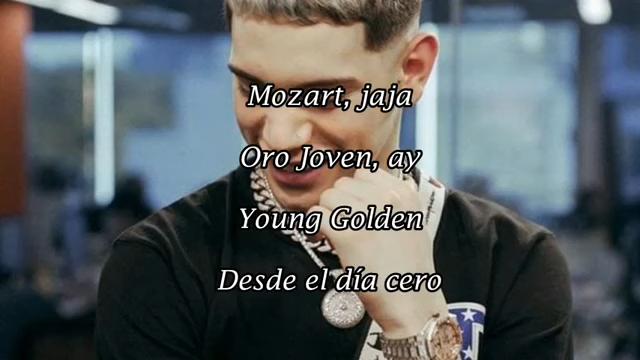 Mozart, jaja
Oro Joven, ay
Young Golden
Desde el día cero